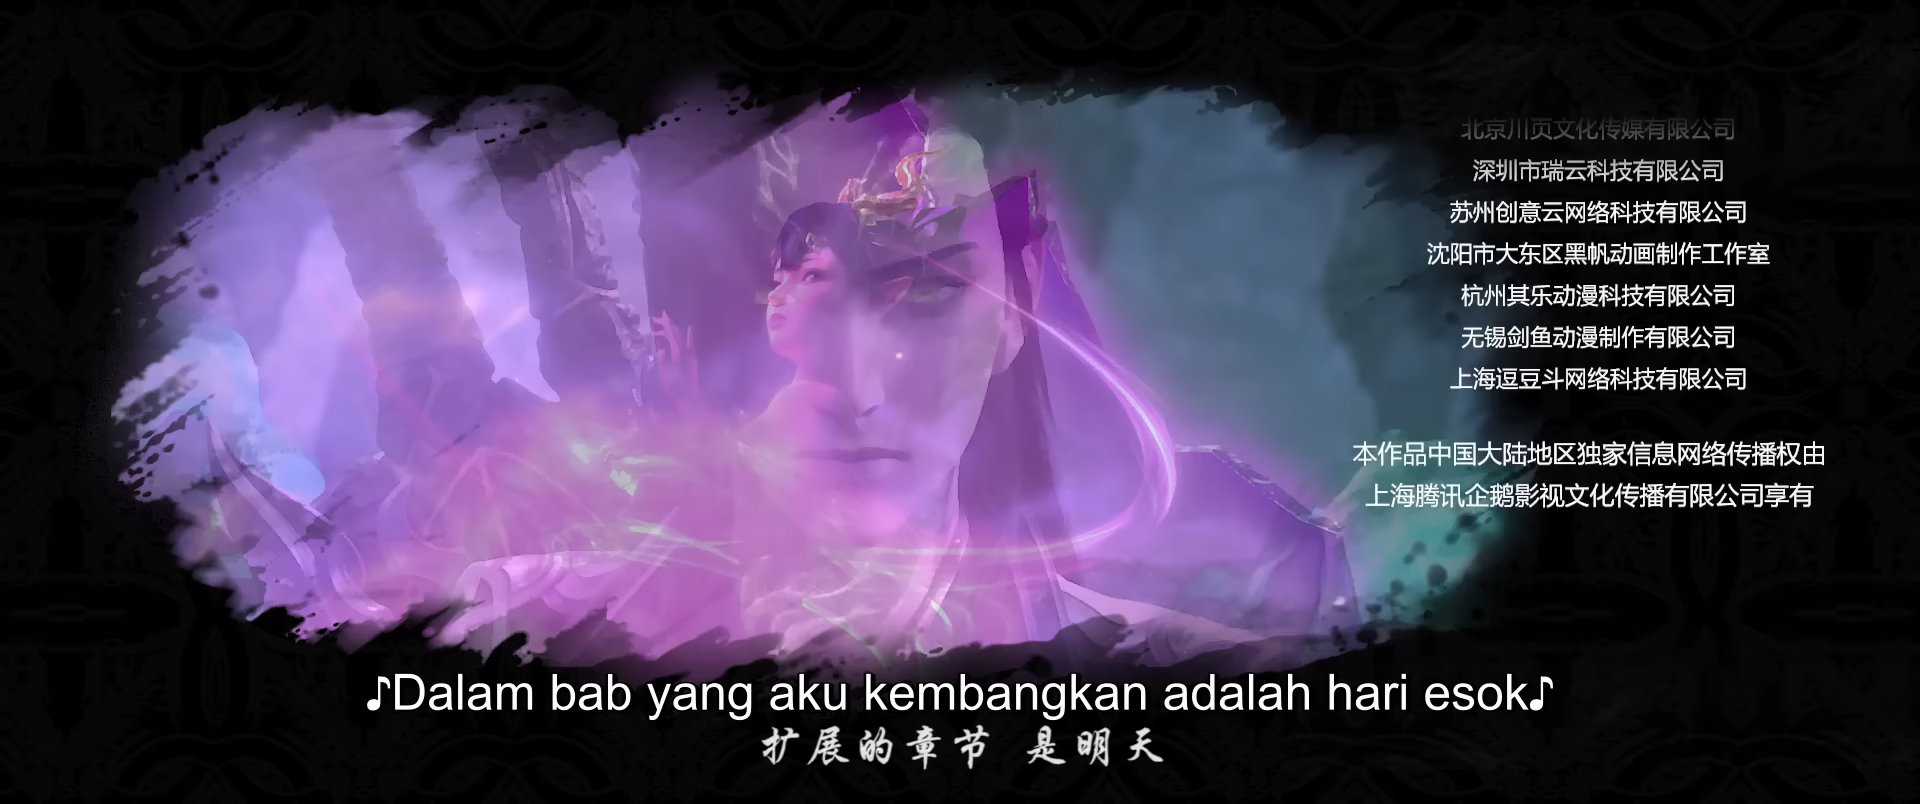 北京川贡文化传媒有限公司
深圳市瑞云科技有限公司
苏州创意云网络科技有限公司
沈阳市大东区黑帆动画制作工作室
杭州其乐动漫科技有限公司
无锡剑鱼动漫制作有限公司
上海逗豆斗网络科技有限公司
本作品中国大陆地区独家信息网络传播权由
上海腾讯企鹅影视文化传播有限公司享有
♪Dalam bab yang aku kembangkan adalah hari esok♪
扩展的章节 是明天